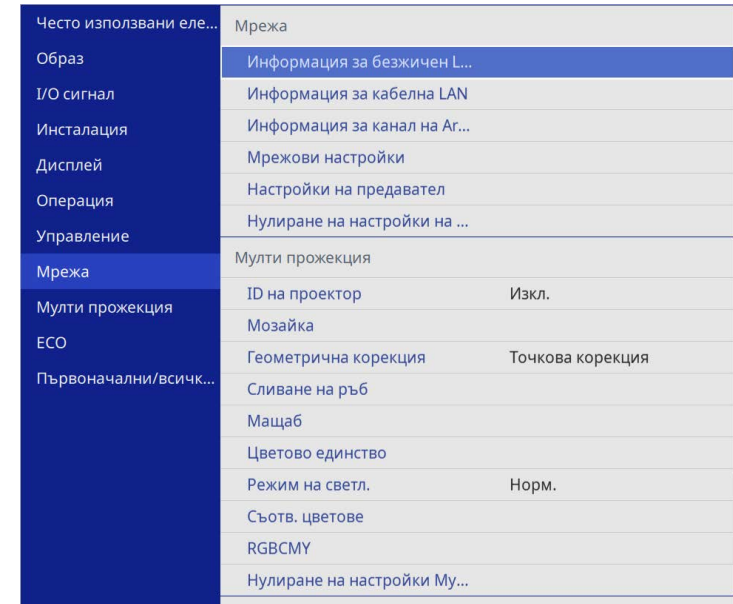 Често използвани еле...
Образ
I/O сигнал
Инсталация
Дисплей
Операция
Управление
Мрежа
Мулти прожекция
ECO
Първоначални/всичк...
Мрежа
Информация за безжичен L...
Информация за кабелна LAN
Информация за канал на Ar...
Мрежови настройки
Настройки на предавател
Нулиране на настройки на ...
Мулти прожекция
ID на проектор Изкл.
Мозайка
Геометрична корекция Точкова корекция
Сливане на ръб
Мащаб
Цветово единство
Режим на светл. Норм.
Съотв. цветове
RGBCMY
Нулиране на настройки Му...